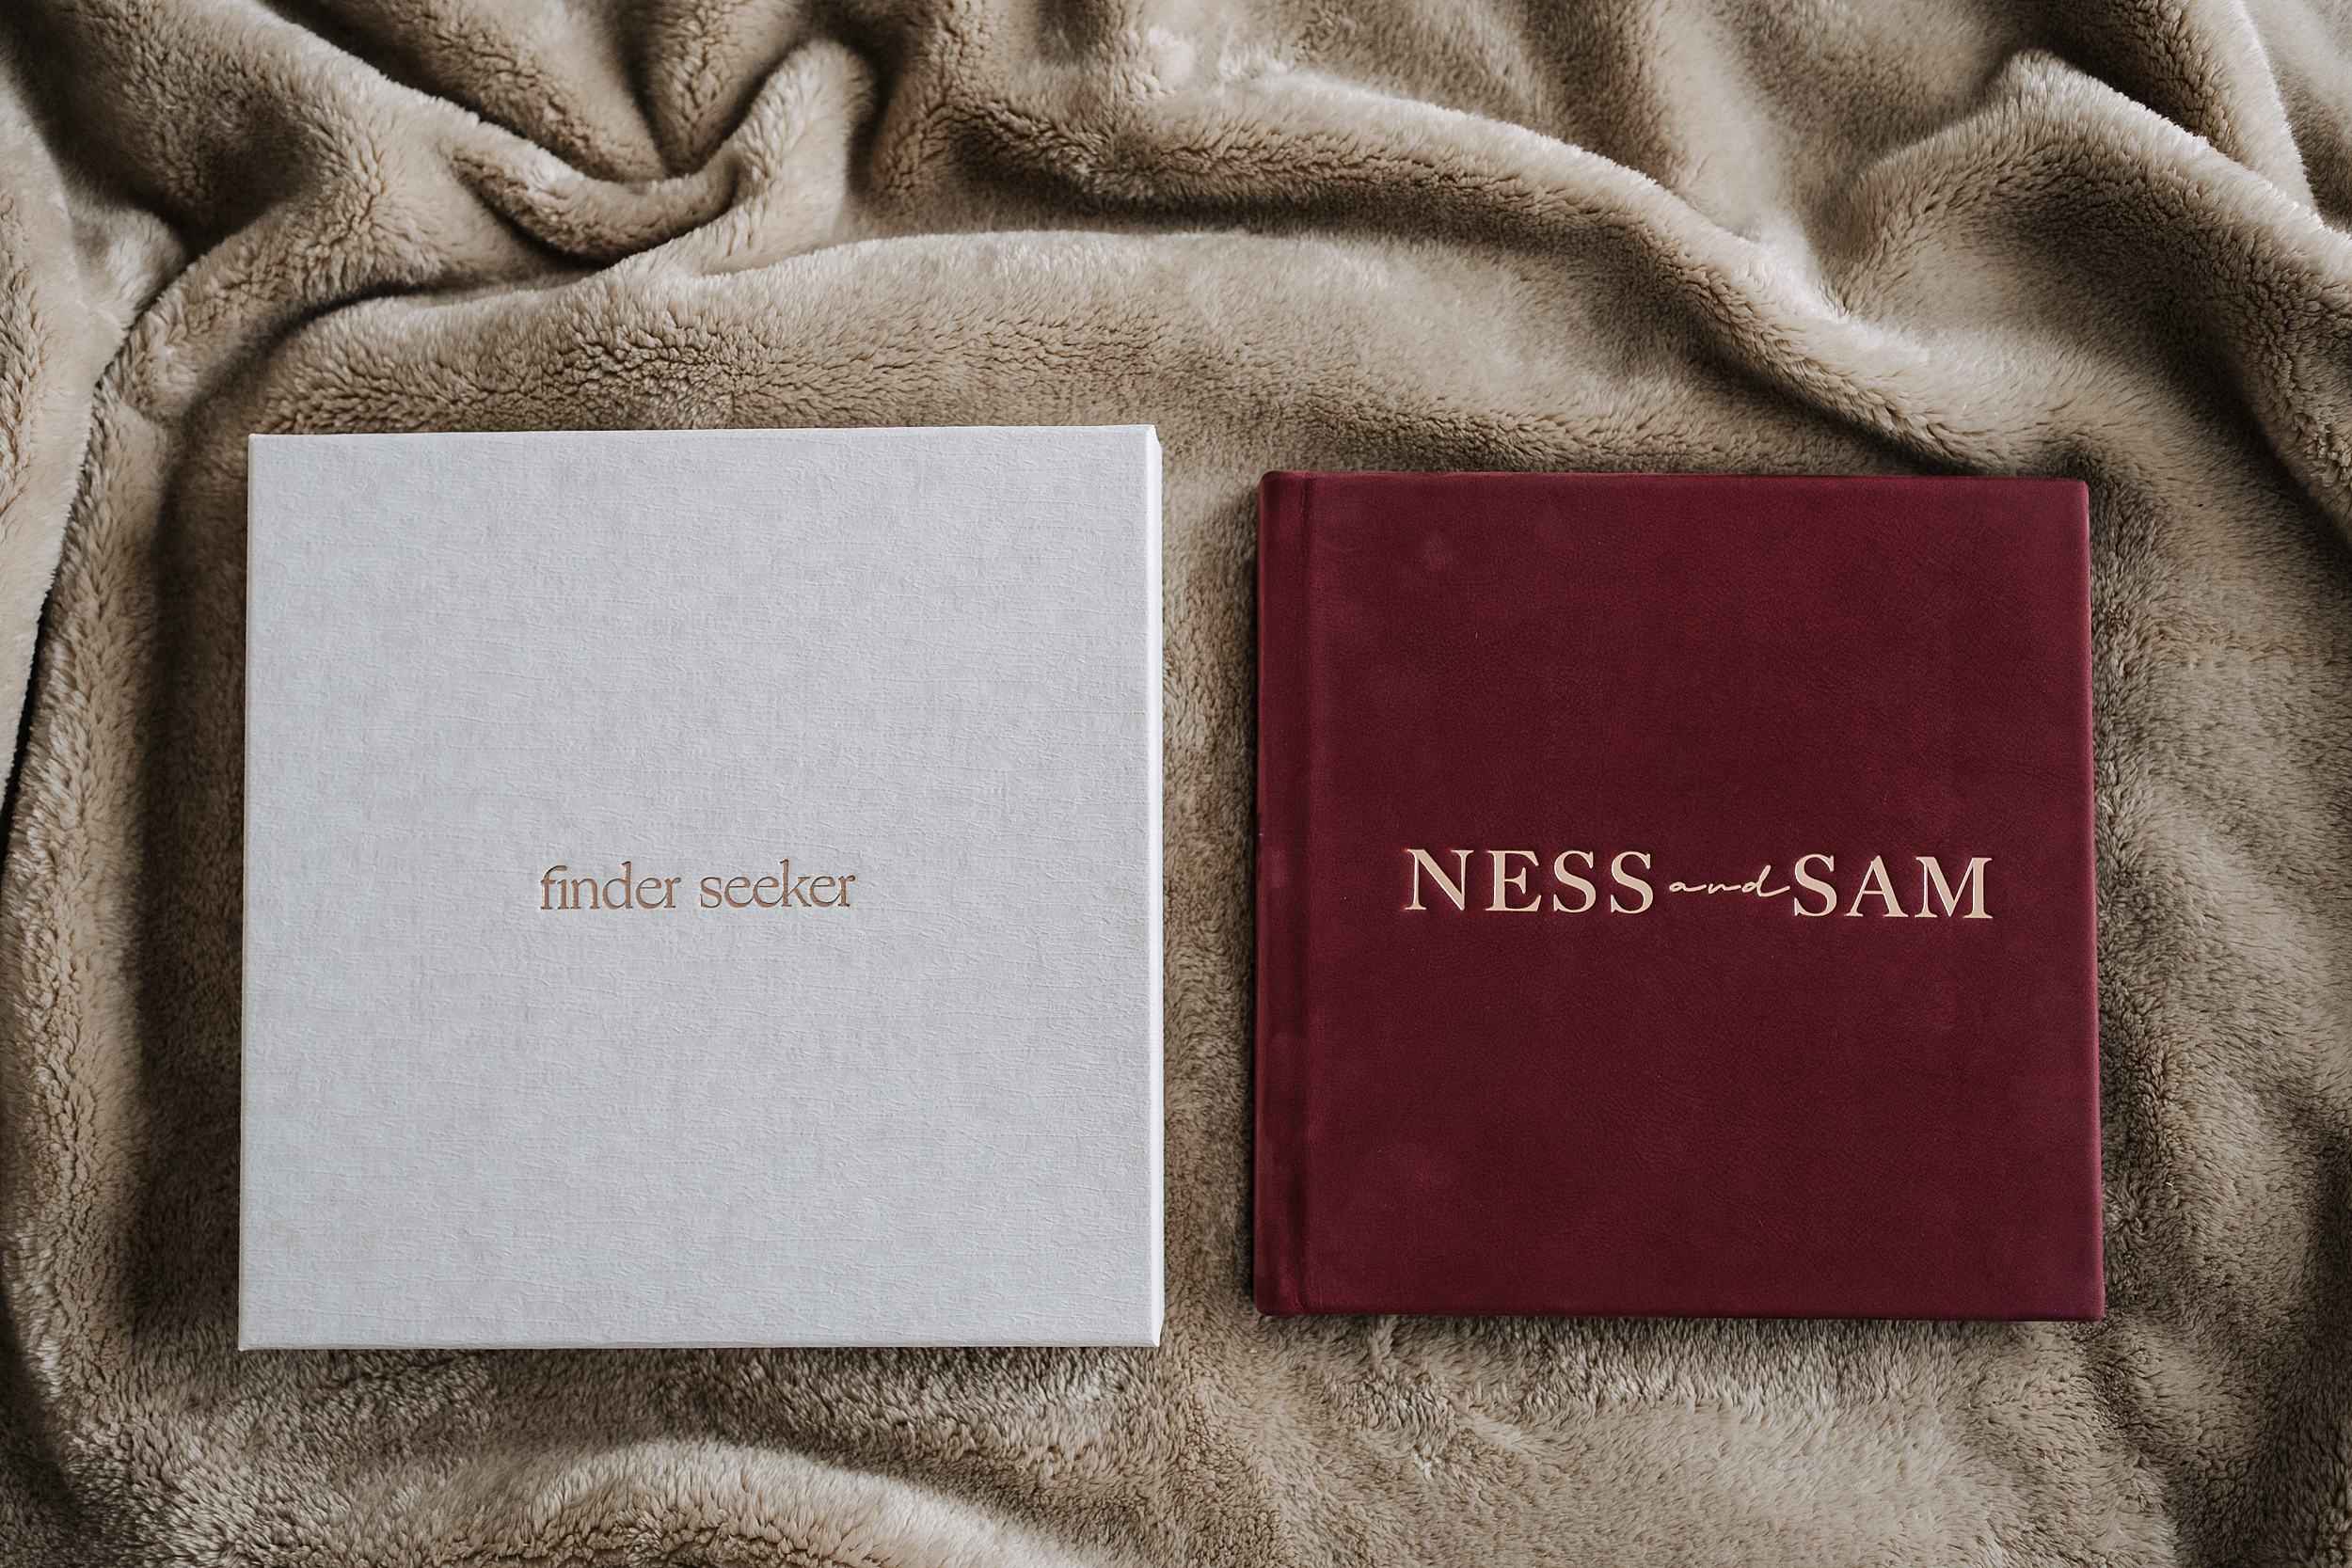 finder seeker
NESS and SAM